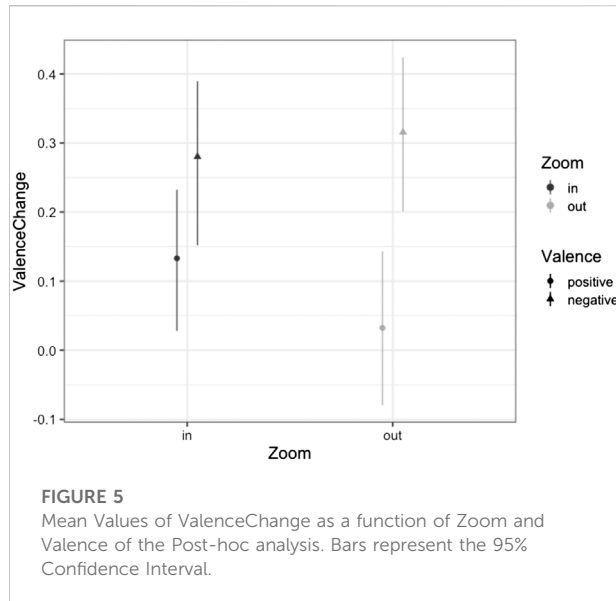 0.4
0.3
0.2
0.1
0.0
-0.1
ValenceChange
in
out
Zoom
Zoom
in
out
Valence
positive
negative
FIGURE 5
Mean Values of ValenceChange as a function of Zoom and
Valence of the Post-hoc analysis. Bars represent the 95%
Confidence Interval.